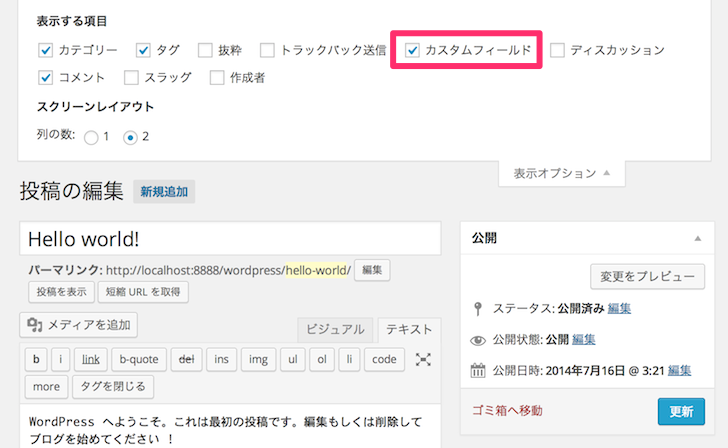 表示する項目
カテゴリー タグ 抜粋 トラックバック送信 カスタムフィールド ディスカッション
コメント スラッグ 作成者
スクリーンレイアウト
列の数: 1 2
表示オプション
投稿の編集 新規追加
Hello world!
パーマリンク: http://localhost:8888/wordpress/hello-world/ 編集
投稿を表示 短縮 URL を取得
メディアを追加
ビジュアル テキスト
b i link b-quote del ins img ul ol li code
more タグを閉じる
WordPress へようこそ。これは最初の投稿です。編集もしくは削除して
ブログを始めてください !
公開
変更をプレビュー
ステータス: 公開済み 編集
公開状態: 公開 編集
公開日時: 2014年7月16日 @ 3:21 編集
ゴミ箱へ移動 更新